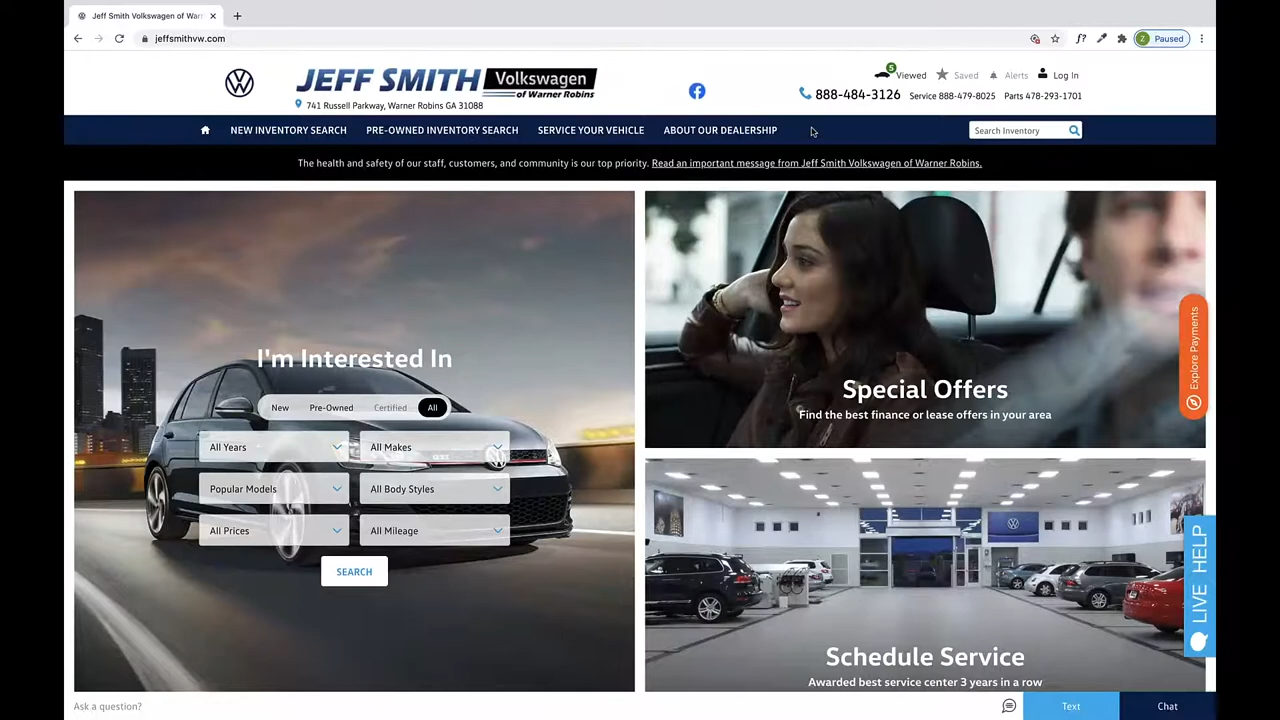 Jeff Smith Volkswagen of War
jeffsmithvw.com
f?
Z
Paused
JEFF SMITH Volkswagen of Warner Robins
741 Russell Parkway, Warner Robins GA 31088
5
Viewed
Saved
Alerts
Log In
888-484-3126
Service 888-479-8025
Parts 478-293-1701
NEW INVENTORY SEARCH
PRE-OWNED INVENTORY SEARCH
SERVICE YOUR VEHICLE
ABOUT OUR DEALERSHIP
Search Inventory
The health and safety of our staff, customers, and community is our top priority. Read an important message from Jeff Smith Volkswagen of Warner Robins.
I'm Interested In
New
Pre-Owned
Certified
All
All Years
All Makes
Popular Models
All Body Styles
All Prices
All Mileage
SEARCH
Special Offers
Find the best finance or lease offers in your area
Schedule Service
Awarded best service center 3 years in a row
Explore Payments
LIVE HELP
Ask a question?
Text
Chat